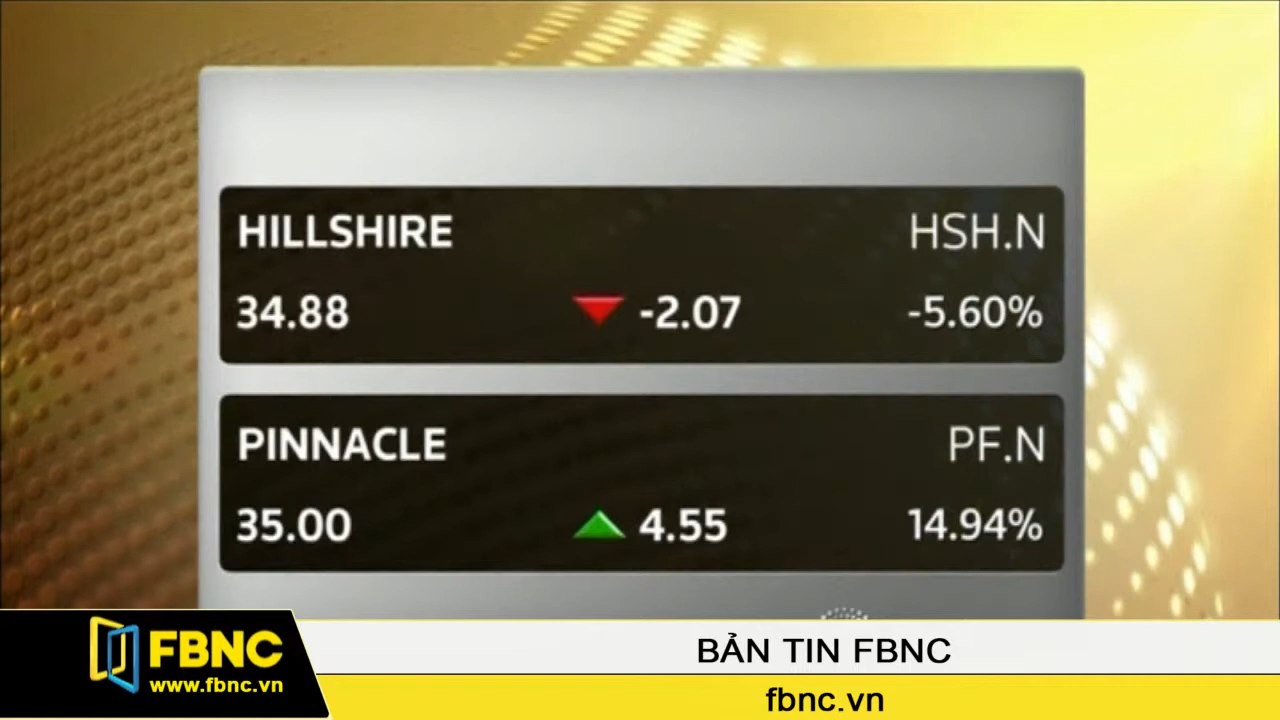 HILLSHIRE HSH.N
34.88 -2.07 -5.60%
PINNACLE PF.N
35.00 4.55 14.94%
FBNC
www.fbnc.vn
BẢN TIN FBNC
fbnc.vn